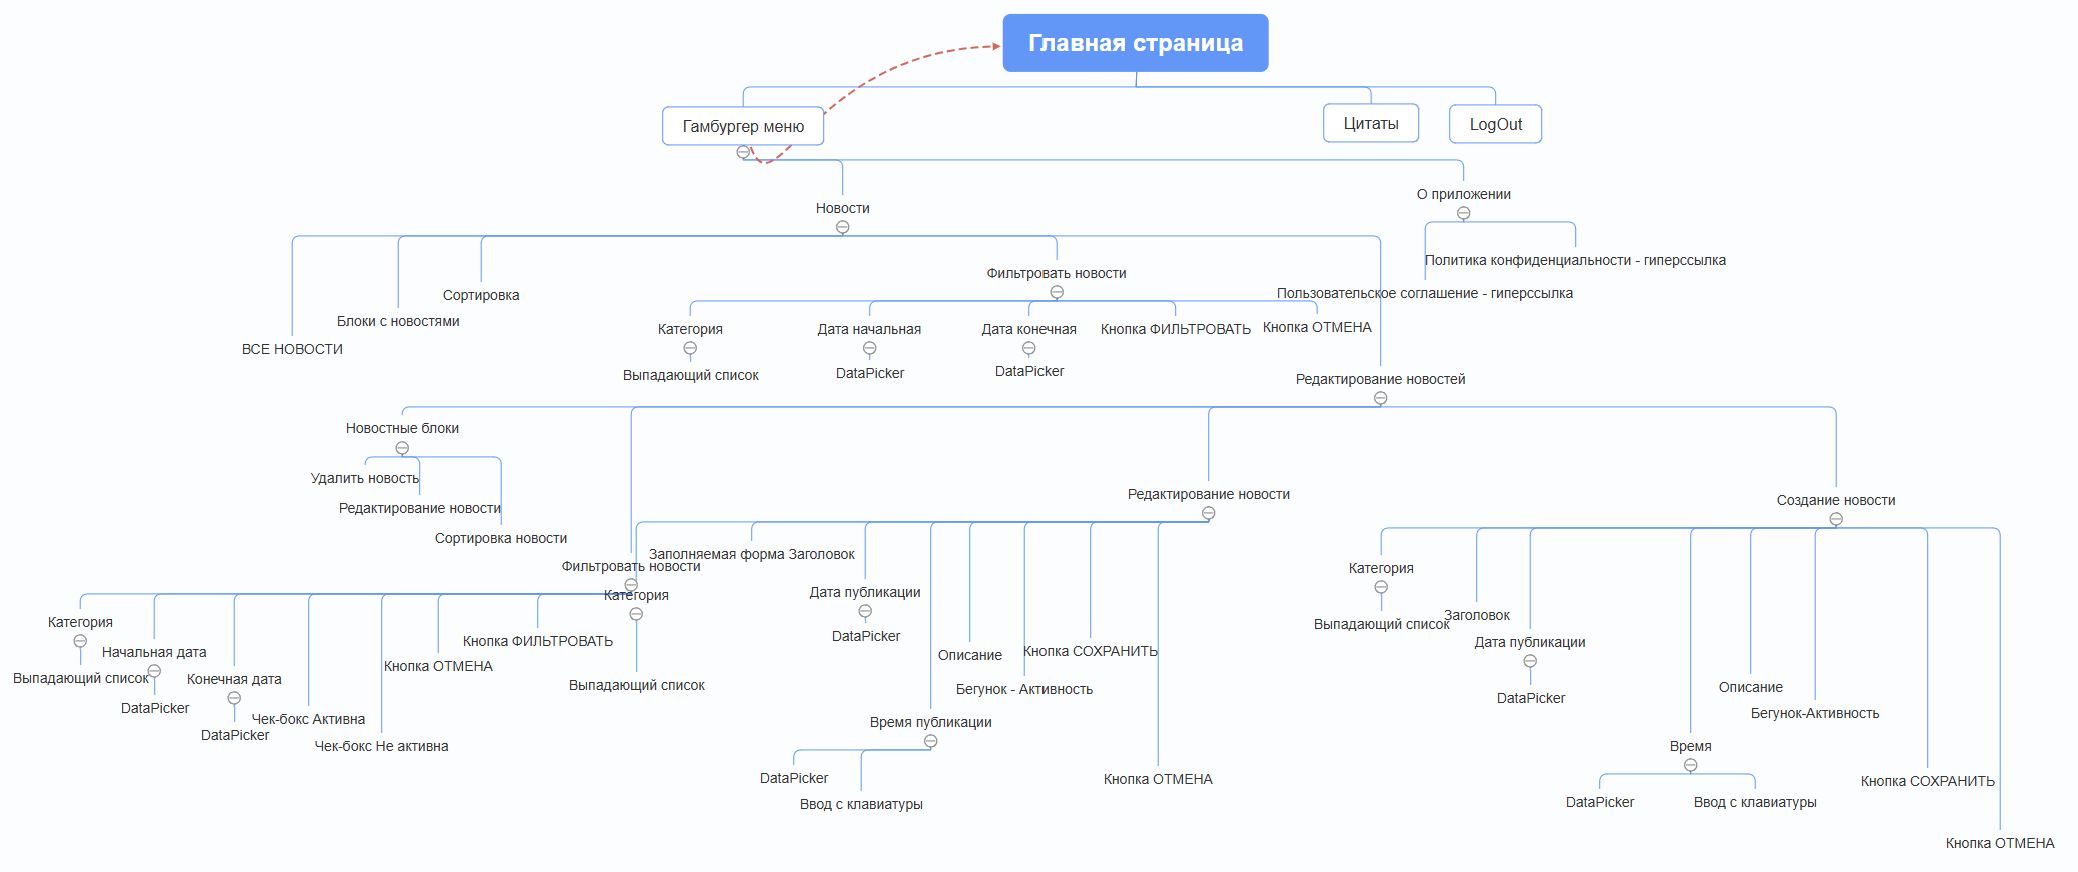 Главная страница
Гамбургер меню
Цитаты
LogOut
Новости
О приложении
Политика конфиденциальности - гиперссылка
Пользовательское соглашение - гиперссылка
Фильтровать новости
Сортировка
Блоки с новостями
ВСЕ НОВОСТИ
Категория
Дата начальная
Дата конечная
Кнопка ФИЛЬТРОВАТЬ
Кнопка ОТМЕНА
Выпадающий список
DataPicker
DataPicker
Редактирование новостей
Новостные блоки
Удалить новость
Редактирование новости
Сортировка новости
Редактирование новости
Создание новости
Фильтровать новости
Категория
Начальная дата
Конечная дата
Кнопка ФИЛЬТРОВАТЬ
Кнопка ОТМЕНА
Выпадающий список
DataPicker
DataPicker
Чек-бокс Активна
Чек-бокс Не активна
Заполняемая форма Заголовок
Категория
Выпадающий список
Дата публикации
DataPicker
Описание
Кнопка СОХРАНИТЬ
Бегунок - Активность
Время публикации
DataPicker
Ввод с клавиатуры
Кнопка ОТМЕНА
Категория
Выпадающий список
Заголовок
Дата публикации
DataPicker
Описание
Бегунок-Активность
Время
DataPicker
Ввод с клавиатуры
Кнопка СОХРАНИТЬ
Кнопка ОТМЕНА